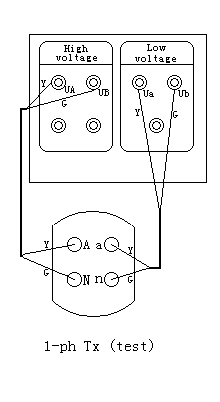 High
voltage
Low
voltage
Y
UA
UB
G
Ua
Ub
Y
G
Y
A a
Y
G
N n
G
1-ph Tx (test)